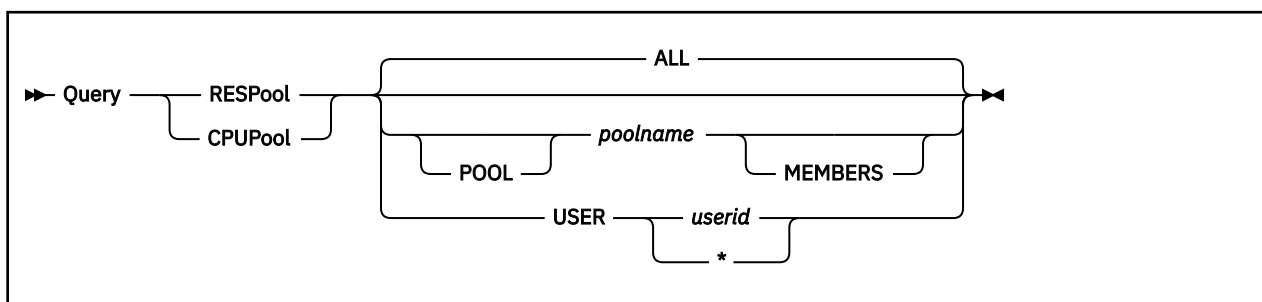 ALL
Query RESPool
CPUPool
poolname
POOL MEMBERS
USER userid
*